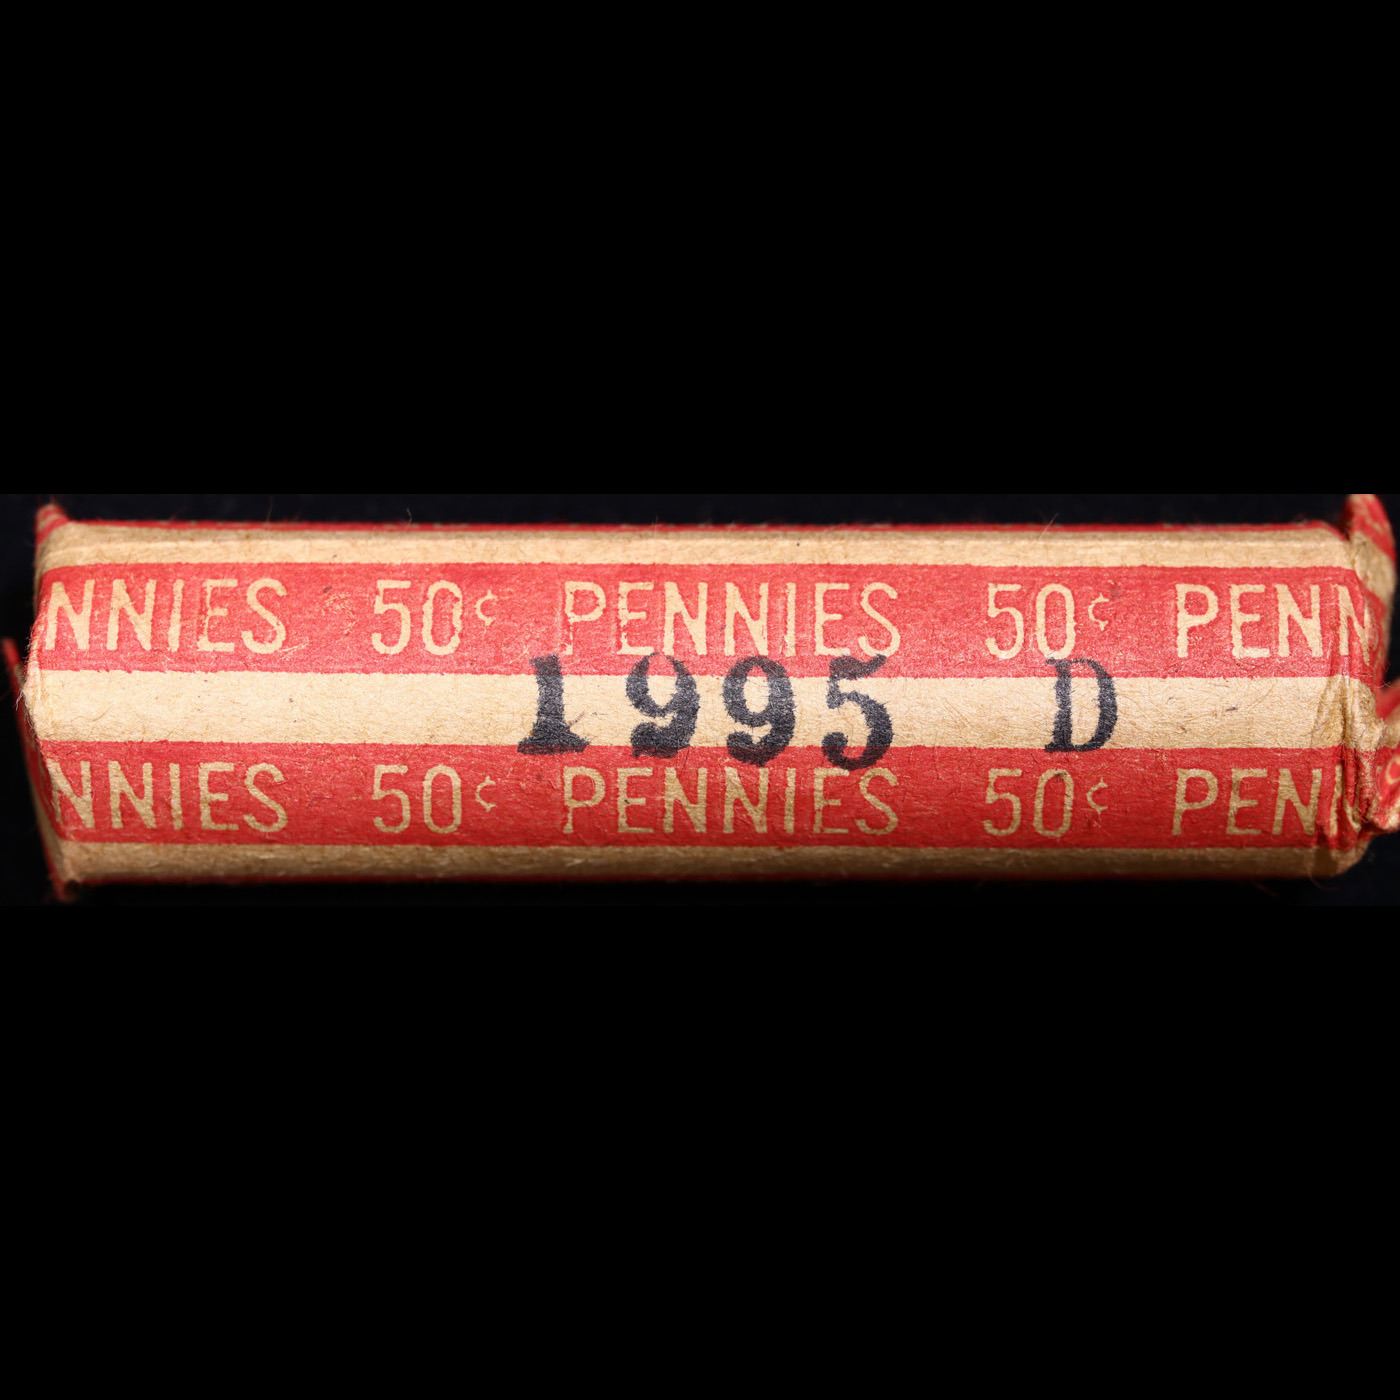 NNIES 50¢ PENNIES 50¢ PENN
1995 D
NNIES 50¢ PENNIES 50¢ PEN